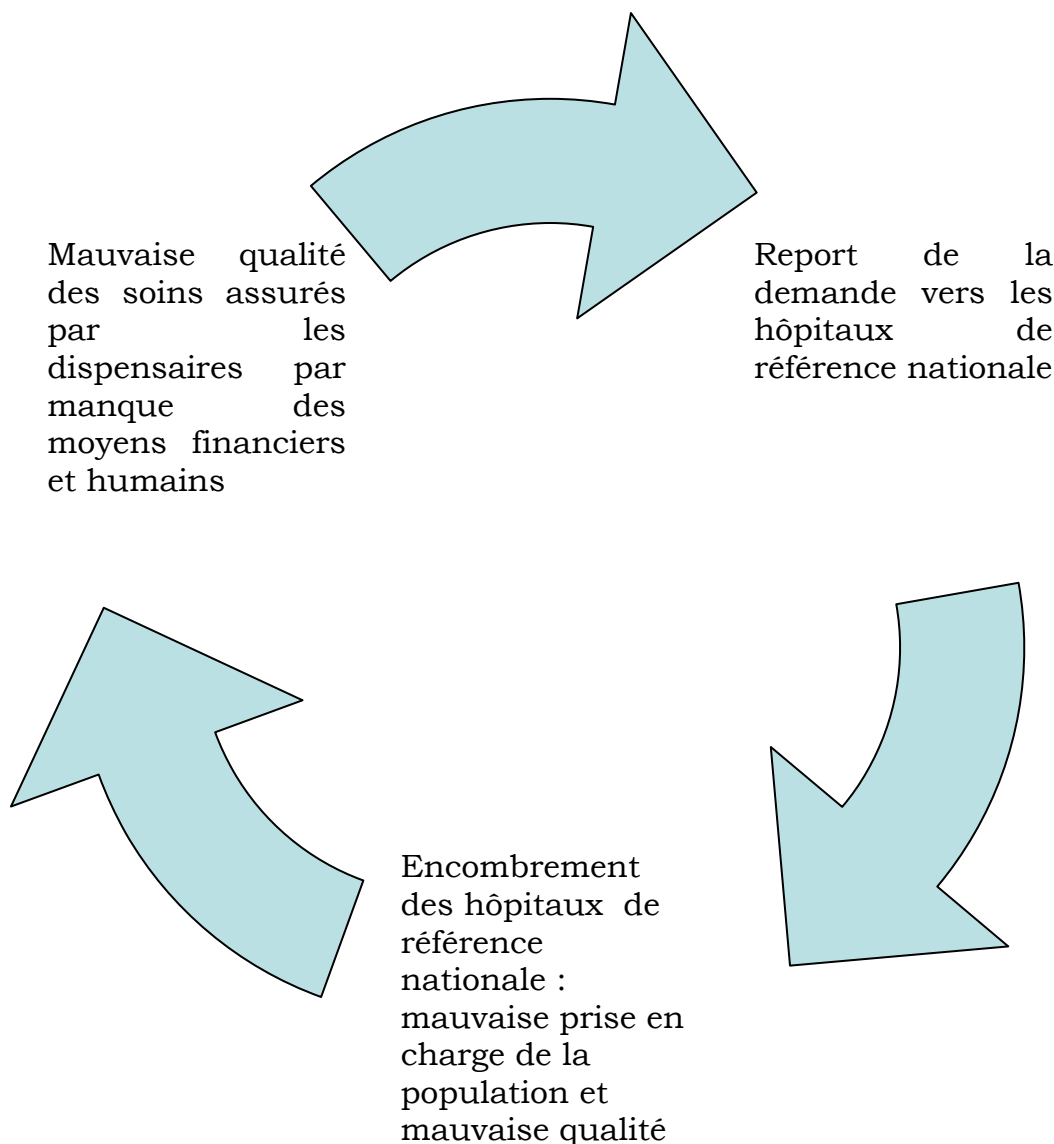 Mauvaise qualité
des soins assurés
par les
dispensaires par
manque des
moyens financiers
et humains
Report de la
demande vers les
hôpitaux de
référence nationale
Encombrement
des hôpitaux de
référence
nationale :
mauvaise prise en
charge de la
population et
mauvaise qualité